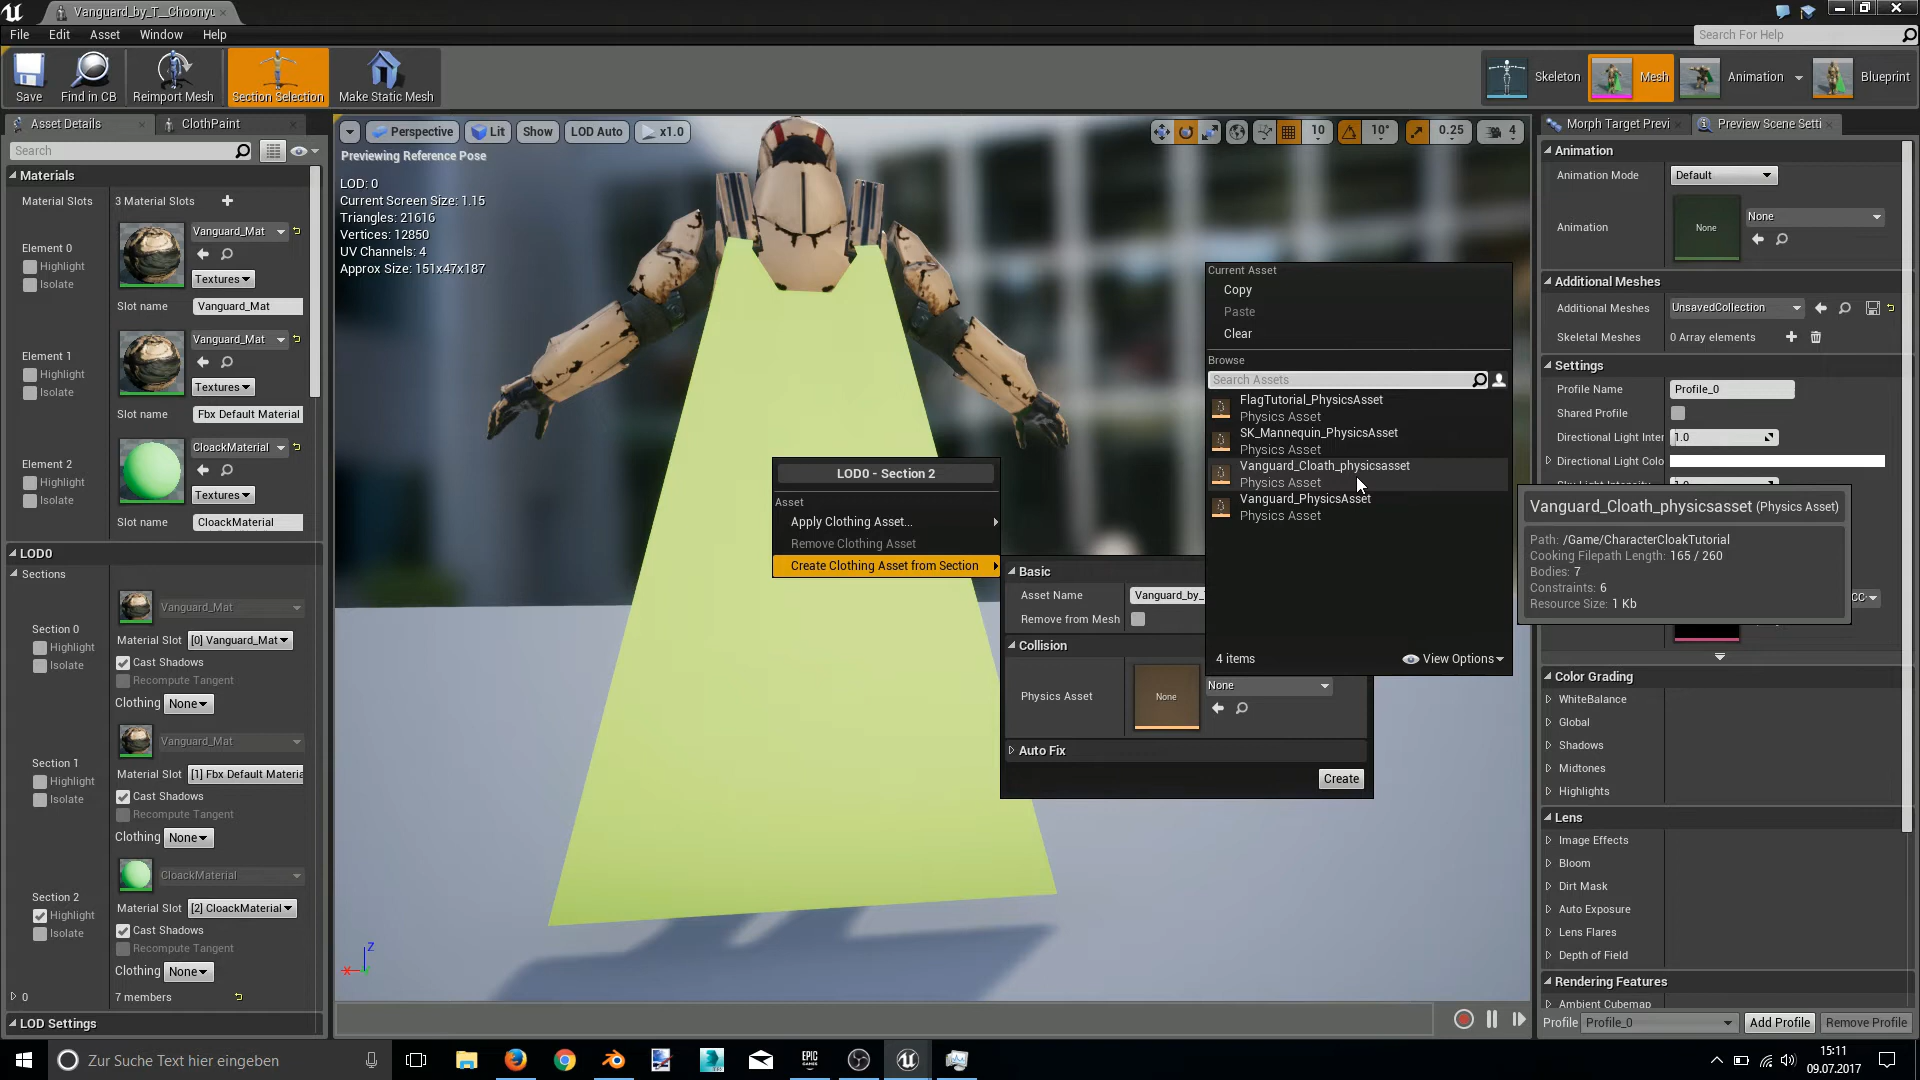 Vanguard_by_T__Choonyu
File Edit Asset Window Help
Search For Help
Save
Find in CB
Reimport Mesh
Section Selection
Make Static Mesh
Skeleton
Mesh
Animation
Blueprint
Asset Details
ClothPaint
Search
Materials
Material Slots 3 Material Slots
Element 0
Highlight
Isolate
Vanguard_Mat
Textures
Slot name Vanguard_Mat
Element 1
Highlight
Isolate
Vanguard_Mat
Textures
Slot name Fbx Default Material
Element 2
Highlight
Isolate
CloackMaterial
Textures
Slot name CloackMaterial
LOD0
Sections
Section 0
Highlight
Isolate
Vanguard_Mat
Material Slot [0] Vanguard_Mat
Cast Shadows
Recompute Tangent
Clothing None
Section 1
Highlight
Isolate
Vanguard_Mat
Material Slot [1] Fbx Default Materia
Cast Shadows
Recompute Tangent
Clothing None
Section 2
Highlight
Isolate
CloackMaterial
Material Slot [2] CloackMaterial
Cast Shadows
Recompute Tangent
Clothing None
0 7 members
LOD Settings
Perspective Lit Show LOD Auto x1.0
10 10° 0.25 4
Previewing Reference Pose
LOD: 0
Current Screen Size: 1.15
Triangles: 21616
Vertices: 12850
UV Channels: 4
Approx Size: 151x47x187
Z
X
LOD0 - Section 2
Asset
Apply Clothing Asset...
Remove Clothing Asset
Create Clothing Asset from Section
Basic
Asset Name Vanguard_by_
Remove from Mesh
Collision
Physics Asset None None
Auto Fix
Create
Current Asset
Copy
Paste
Clear
Browse
Search Assets
FlagTutorial_PhysicsAsset
Physics Asset
SK_Mannequin_PhysicsAsset
Physics Asset
Vanguard_Cloath_physicsasset
Physics Asset
Vanguard_PhysicsAsset
Physics Asset
4 items View Options
Vanguard_Cloath_physicsasset (Physics Asset)
Path: /Game/CharacterCloakTutorial
Cooking Filepath Length: 165 / 260
Bodies: 7
Constraints: 6
Resource Size: 1 Kb
Morph Target Previ
Preview Scene Setti
Animation
Animation Mode Default
Animation None None
Additional Meshes
Additional Meshes UnsavedCollection
Skeletal Meshes 0 Array elements
Settings
Profile Name Profile_0
Shared Profile
Directional Light Inter 1.0
Directional Light Colo
Color Grading
WhiteBalance
Global
Shadows
Midtones
Highlights
Lens
Image Effects
Bloom
Dirt Mask
Auto Exposure
Lens Flares
Depth of Field
Rendering Features
Ambient Cubemap
Profile Profile_0 Add Profile Remove Profile
Zur Suche Text hier eingeben
EPIC
GAMES
15:11
09.07.2017